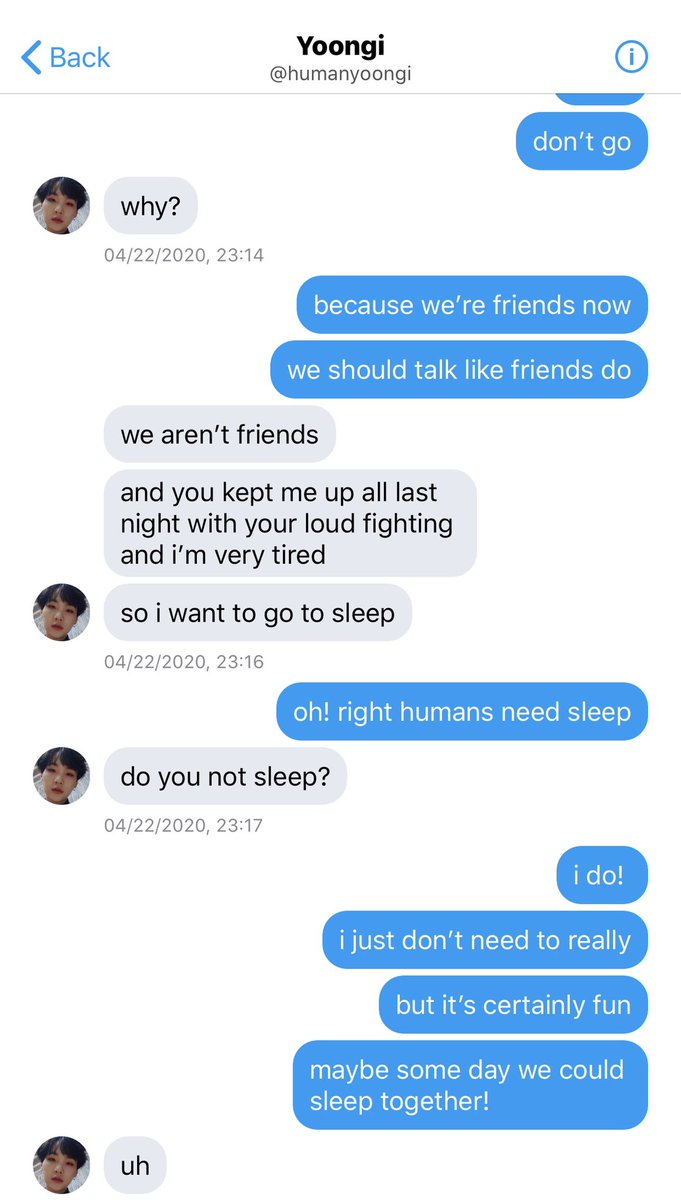 Back
Yoongi
@humanyoongi
don’t go
why?
04/22/2020, 23:14
because we’re friends now
we should talk like friends do
we aren’t friends
and you kept me up all last
night with your loud fighting
and i’m very tired
so i want to go to sleep
04/22/2020, 23:16
oh! right humans need sleep
do you not sleep?
04/22/2020, 23:17
i do!
i just don’t need to really
but it’s certainly fun
maybe some day we could
sleep together!
uh